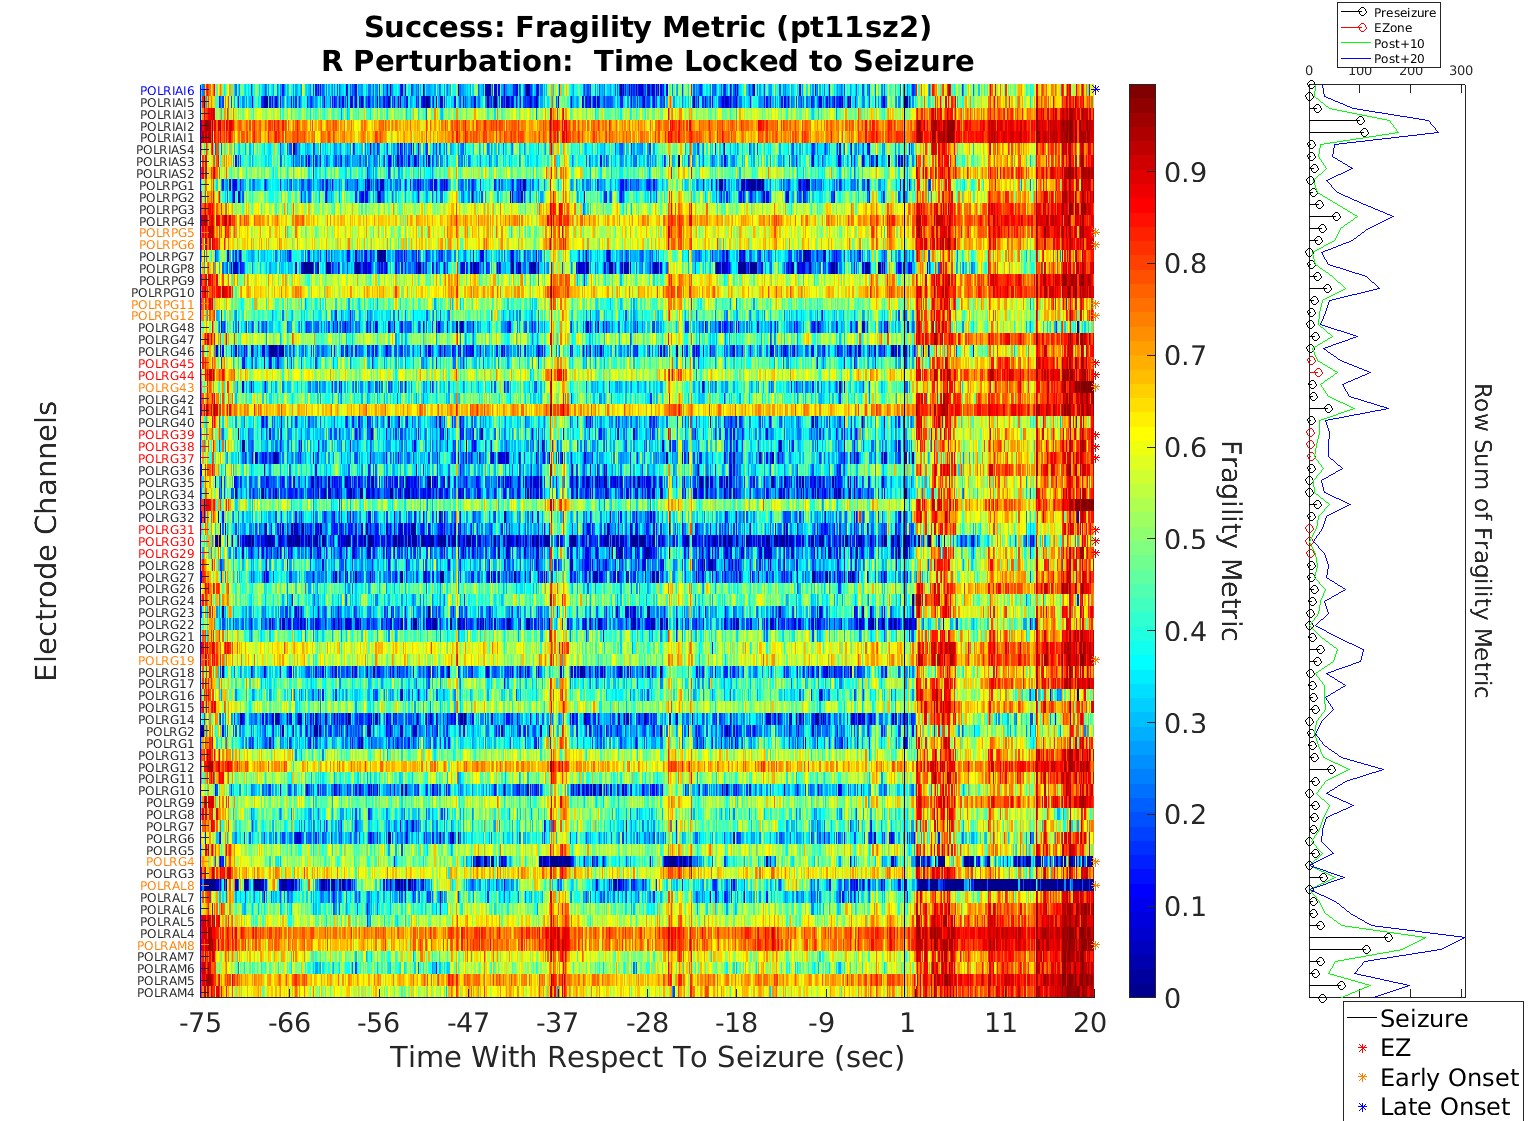 Success: Fragility Metric (pt11sz2)
R Perturbation: Time Locked to Seizure
Preseizure
EZone
Post+10
Post+20
0 100 200 300
Electrode Channels
POLRIAI6
POLRIAI5
POLRIAI3
POLRIAI2
POLRIAI1
POLRIAS4
POLRIAS3
POLRIAS2
POLRPG1
POLRPG2
POLRPG3
POLRPG4
POLRPG5
POLRPG6
POLRPG7
POLRGP8
POLRPG9
POLRPG10
POLRPG11
POLRPG12
POLRG48
POLRG47
POLRG46
POLRG45
POLRG44
POLRG43
POLRG42
POLRG41
POLRG40
POLRG39
POLRG38
POLRG37
POLRG36
POLRG35
POLRG34
POLRG33
POLRG32
POLRG31
POLRG30
POLRG29
POLRG28
POLRG27
POLRG26
POLRG24
POLRG23
POLRG22
POLRG21
POLRG20
POLRG19
POLRG18
POLRG17
POLRG16
POLRG15
POLRG14
POLRG2
POLRG1
POLRG13
POLRG12
POLRG11
POLRG10
POLRG9
POLRG8
POLRG7
POLRG6
POLRG5
POLRG4
POLRG3
POLRAL8
POLRAL7
POLRAL6
POLRAL5
POLRAL4
POLRAM8
POLRAM7
POLRAM6
POLRAM5
POLRAM4
-75 -66 -56 -47 -37 -28 -18 -9 1 11 20
Time With Respect To Seizure (sec)
0.9
0.8
0.7
0.6
0.5
0.4
0.3
0.2
0.1
0
Fragility Metric
Row Sum of Fragility Metric
Seizure
EZ
Early Onset
Late Onset